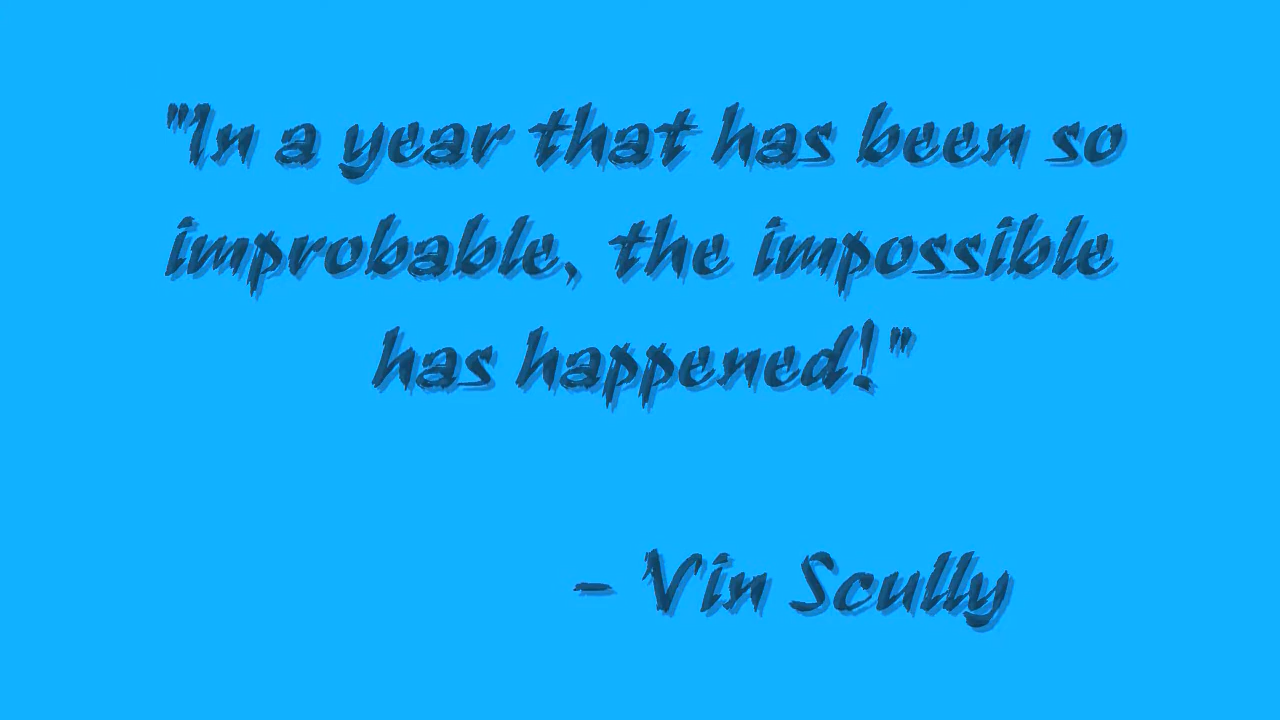 "In a year that has been so
improbable, the impossible
has happened!"
- Vin Scully